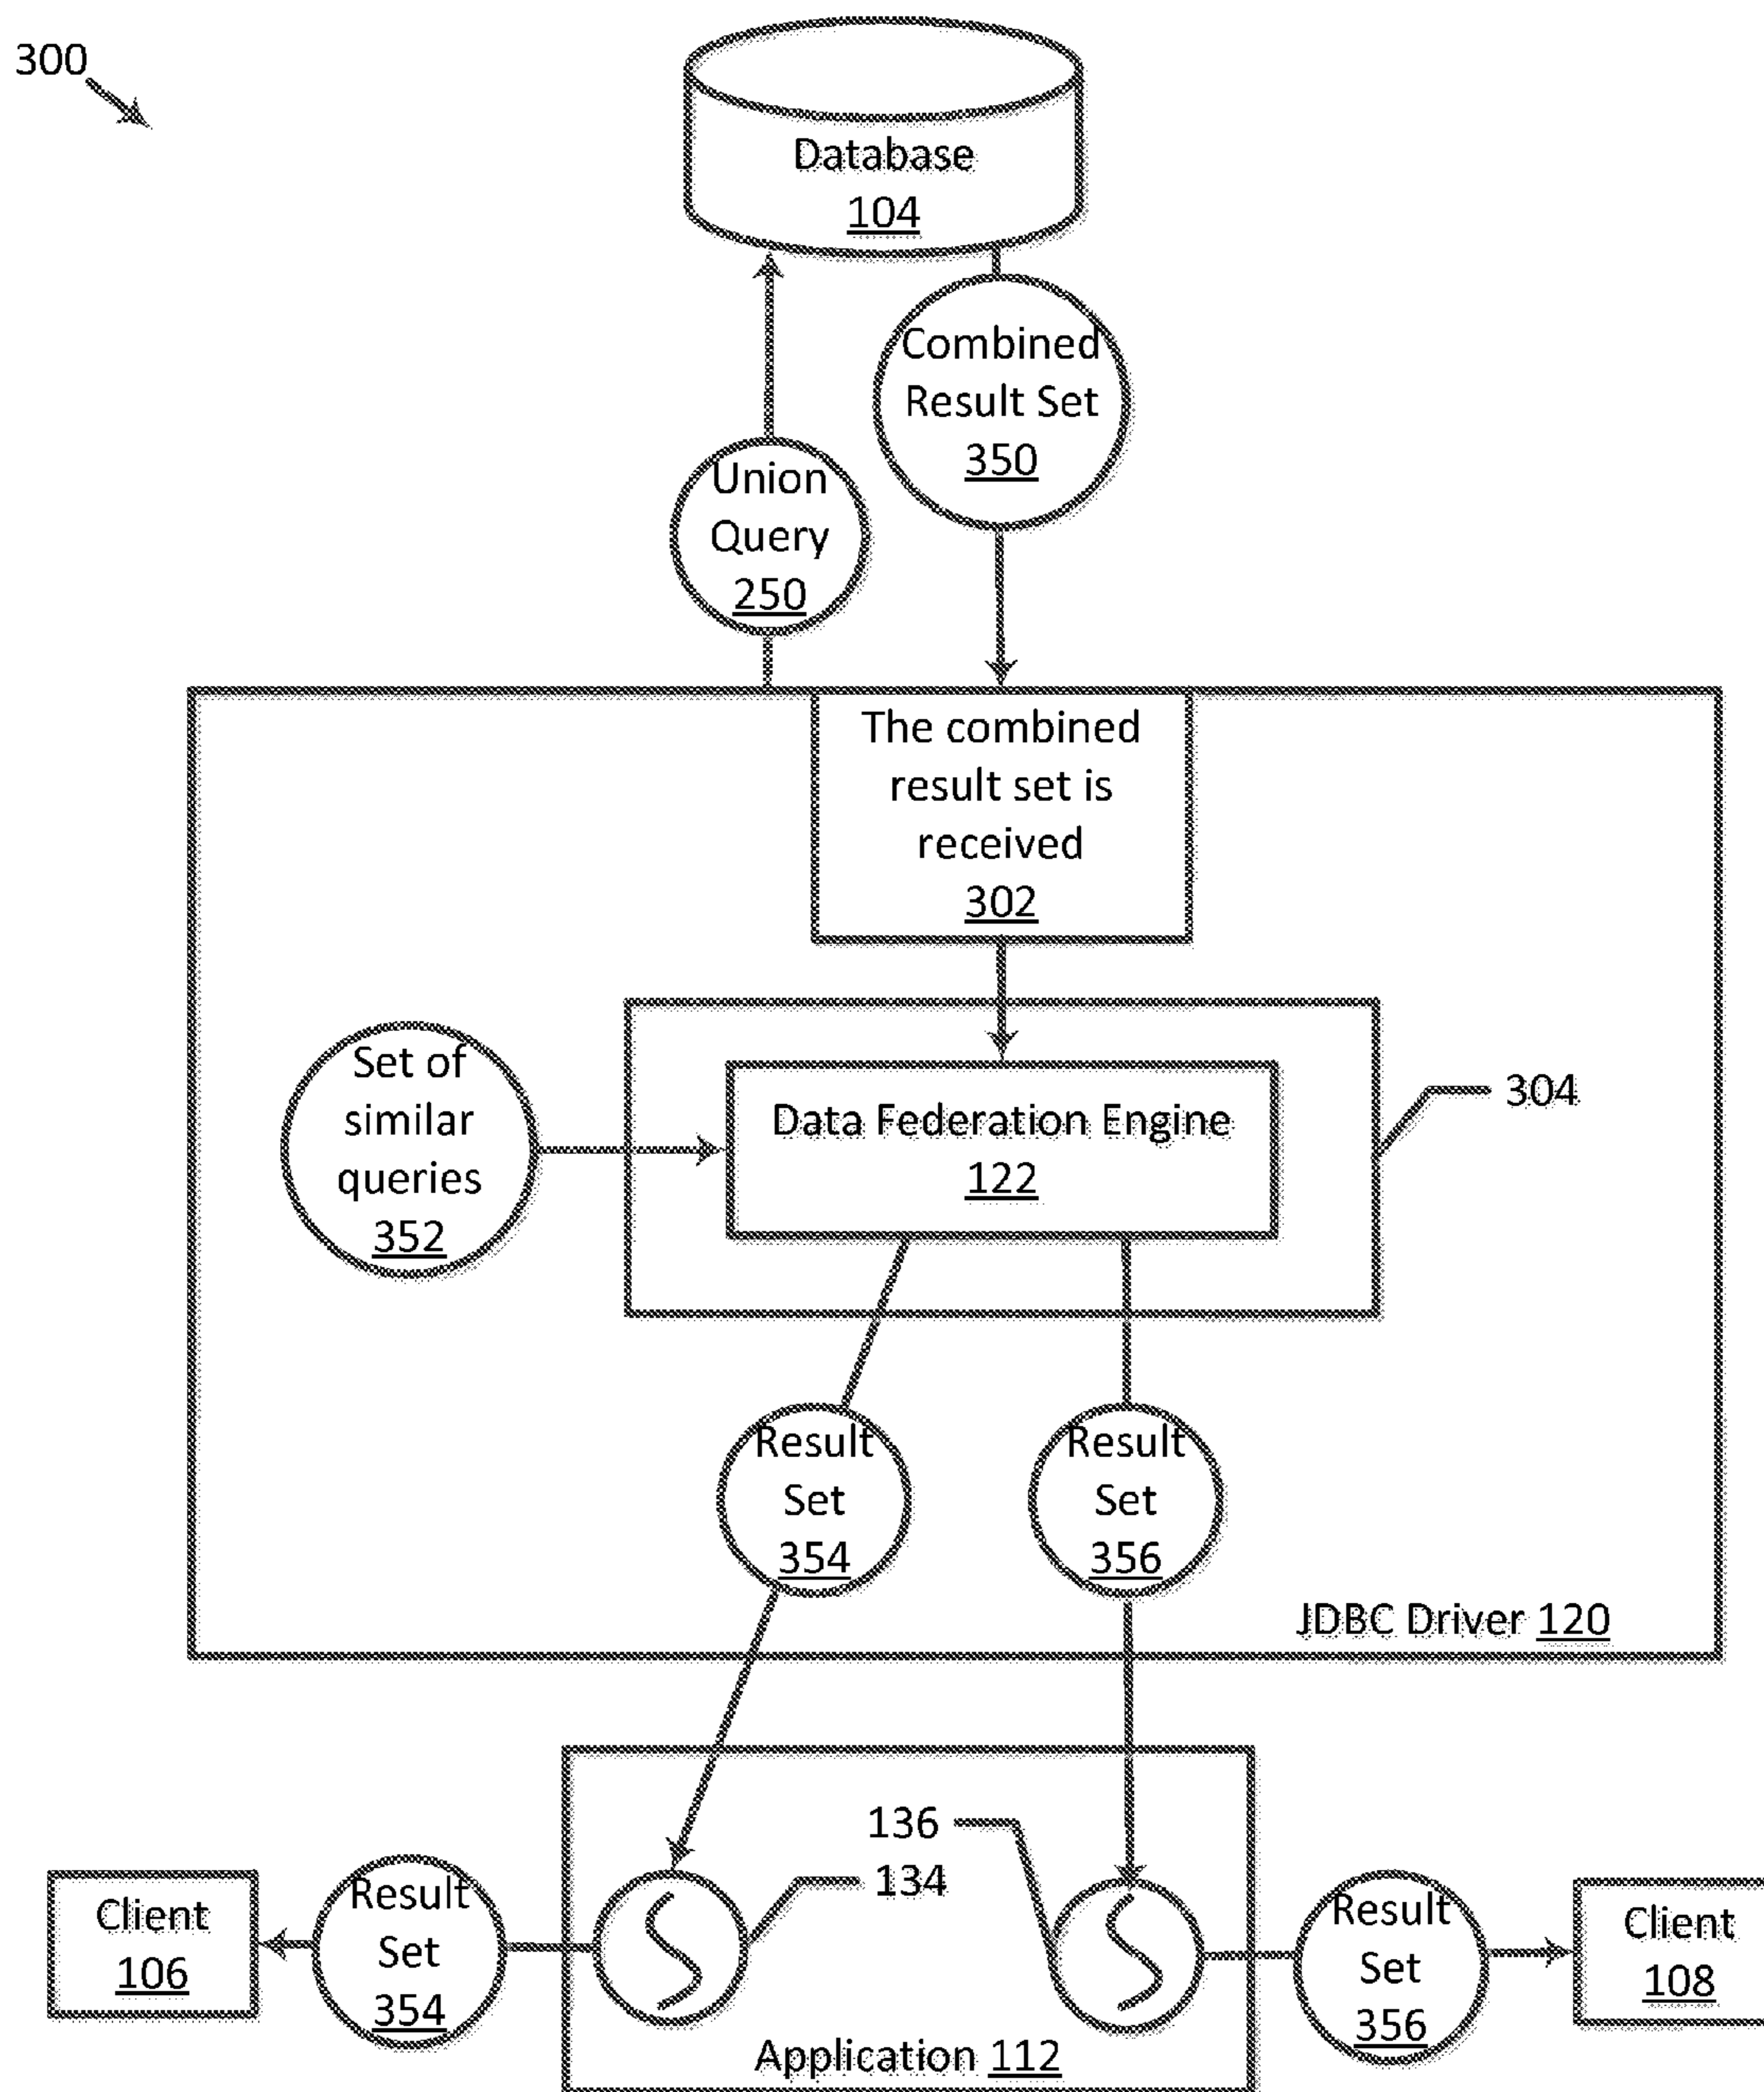 300
Database
104
Combined
Result Set
350
Union
Query
250
The combined
result set is
received
302
Set of
similar
queries
352
Data Federation Engine
122
304
Result
Set
354
Result
Set
356
JDBC Driver 120
136
134
Client
106
Result
Set
354
Result
Set
356
Client
108
Application 112